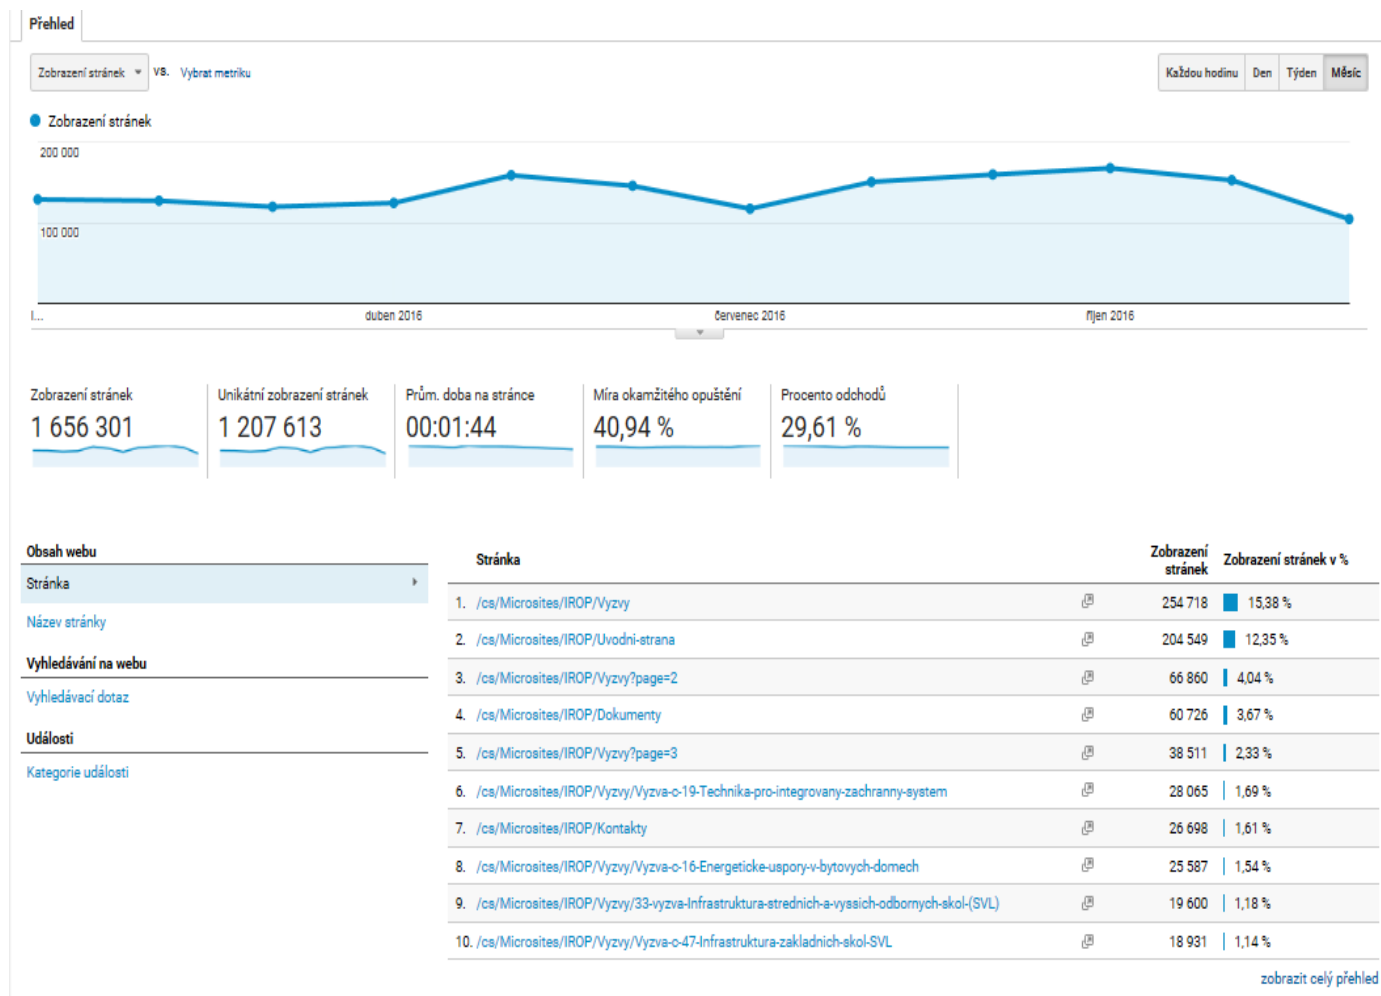 Přehled
Zobrazení stránek VS. Vybrat metriku
Každou hodinu Den Týden Měsíc
Zobrazení stránek
200 000
100 000
l... duben 2016 červenec 2016 říjen 2016
Zobrazení stránek Unikátní zobrazení stránek Prům. doba na stránce Míra okamžitého opuštění Procento odchodů
1 656 301 1 207 613 00:01:44 40,94 % 29,61 %
Obsah webu
Stránka
Název stránky
Vyhledávání na webu
Vyhledávací dotaz
Události
Kategorie události
Stránka Zobrazení stránek Zobrazení stránek v %
1. /cs/Microsites/IROP/Vyzvy 254 718 15,38 %
2. /cs/Microsites/IROP/Uvodni-strana 204 549 12,35 %
3. /cs/Microsites/IROP/Vyzvy?page=2 66 860 4,04 %
4. /cs/Microsites/IROP/Dokumenty 60 726 3,67 %
5. /cs/Microsites/IROP/Vyzvy?page=3 38 511 2,33 %
6. /cs/Microsites/IROP/Vyzvy/Vyzva-c-19-Technika-pro-integrovany-zachranny-system 28 065 1,69 %
7. /cs/Microsites/IROP/Kontakty 26 698 1,61 %
8. /cs/Microsites/IROP/Vyzvy/Vyzva-c-16-Energeticke-uspory-v-bytovych-domech 25 587 1,54 %
9. /cs/Microsites/IROP/Vyzvy/33-vyzva-Infrastruktura-strednich-a-vyssich-odbornych-skol-(SVL) 19 600 1,18 %
10. /cs/Microsites/IROP/Vyzvy/Vyzva-c-47-Infrastruktura-zakladnich-skol-SVL 18 931 1,14 %
zobrazit celý přehled